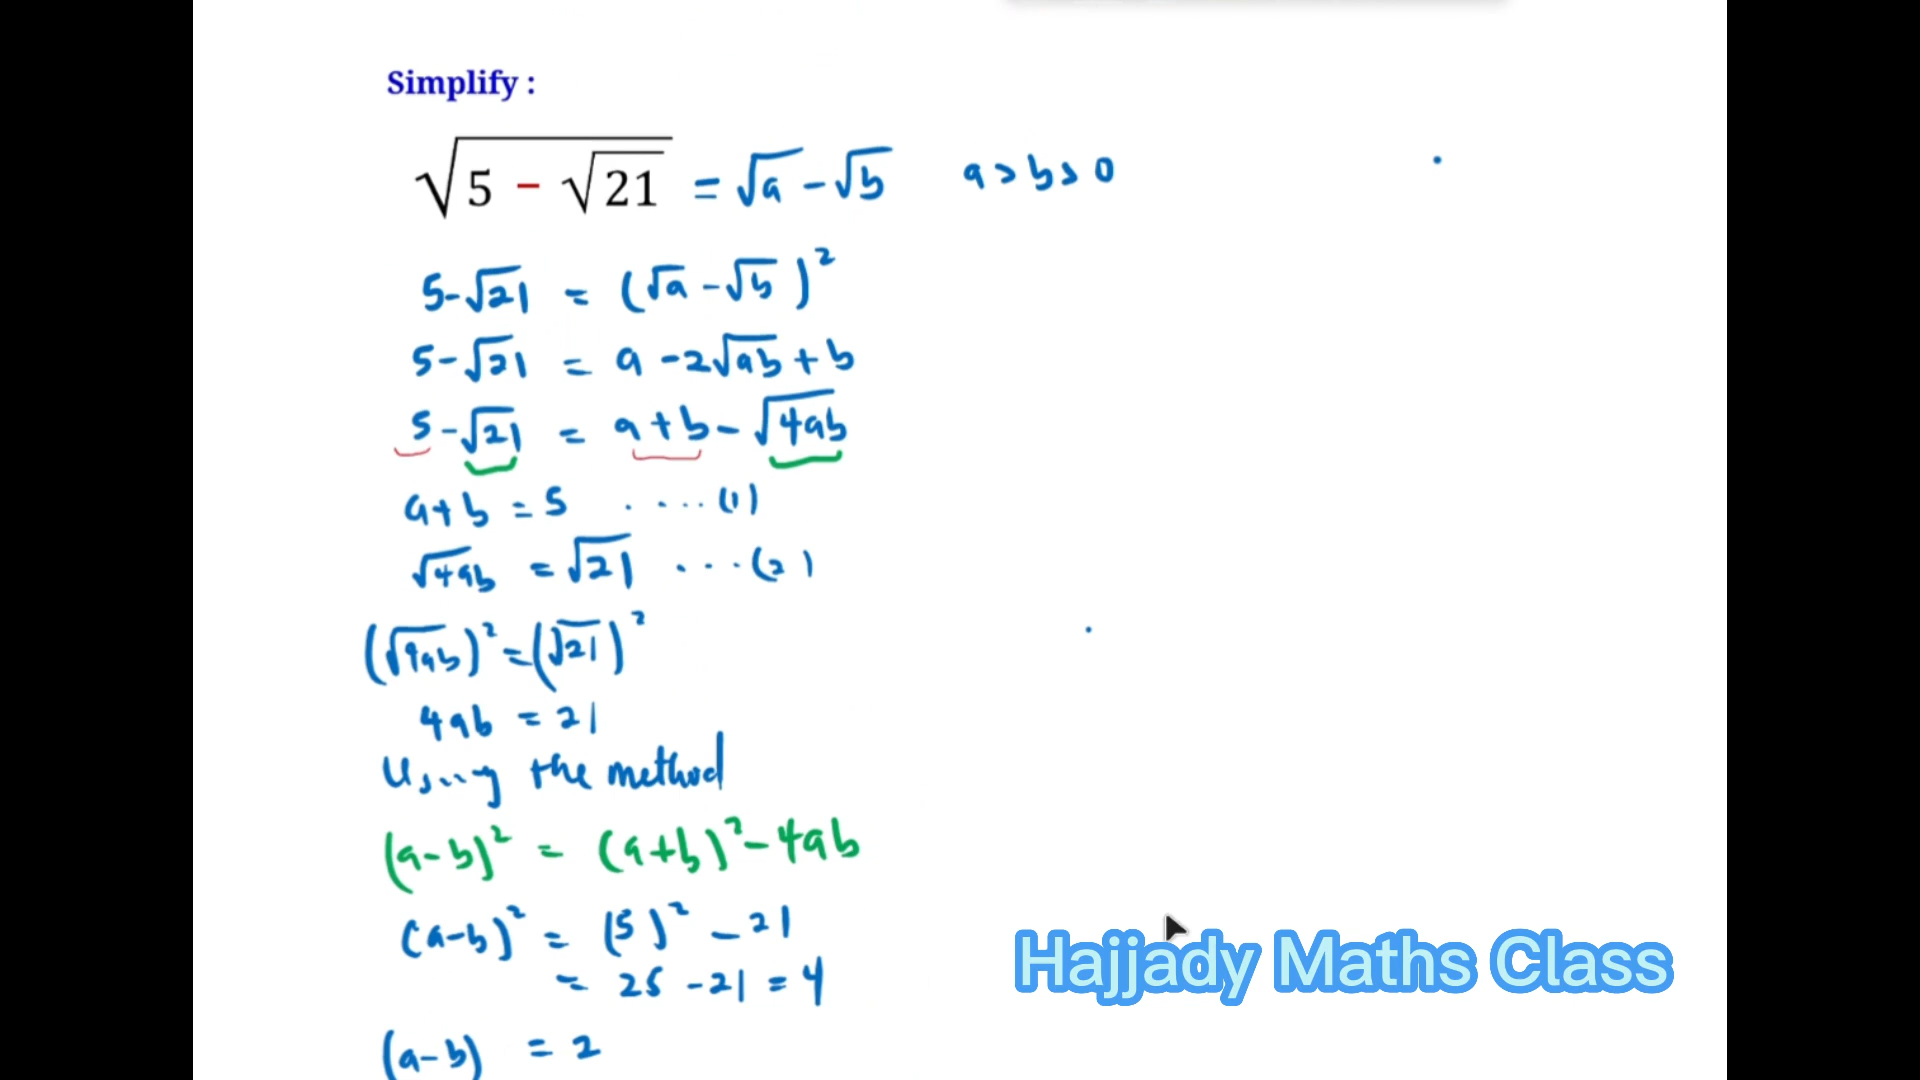 Simplify :
√(5 - √21) = √a - √b a > b > 0
5 - √21 = (√a - √b)²
5 - √21 = a - 2√ab + b
5 - √21 = a + b - √4ab
a + b = 5 ....(1)
√4ab = √21 ...(2)
(√4ab)² = (√21)²
4ab = 21
Using the method
(a - b)² = (a + b)² - 4ab
(a - b)² = (5)² - 21
= 25 - 21 = 4
(a - b) = 2
Hajjady Maths Class